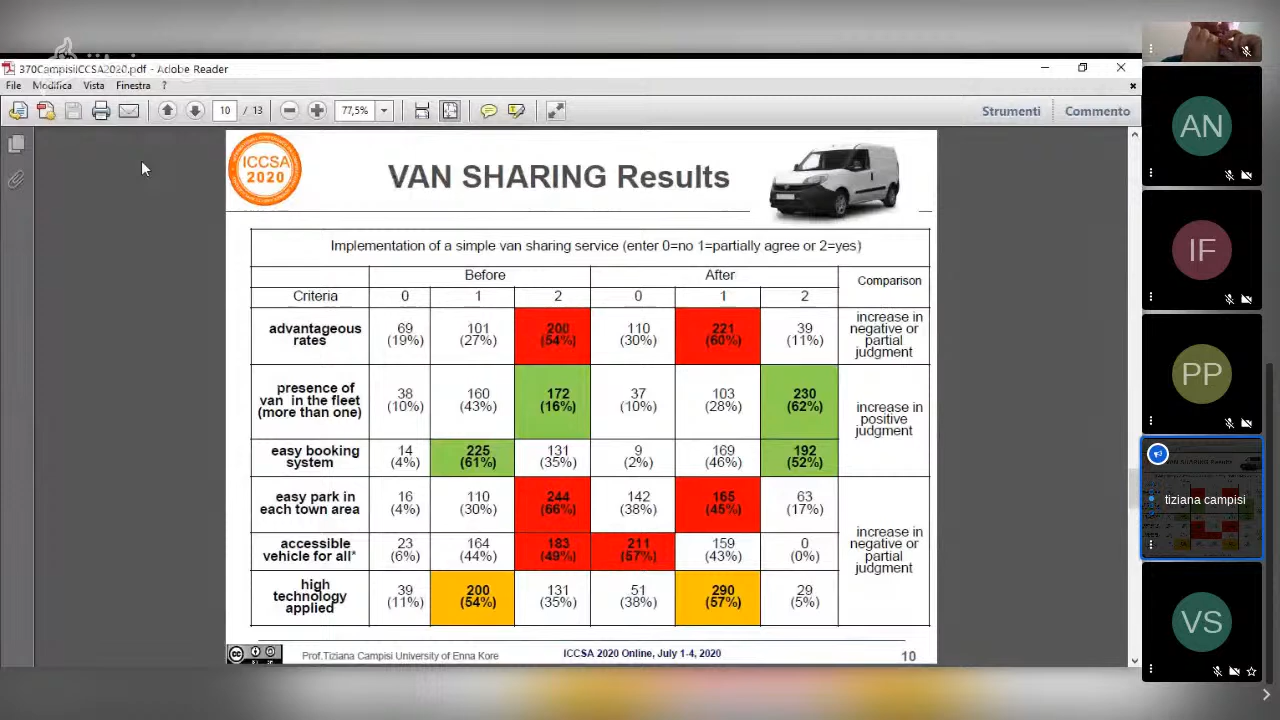 370CampisiICCSA2020.pdf - Adobe Reader
File Modifica Vista Finestra ?
10 / 13 77,5% Strumenti Commento
ICCSA
2020
VAN SHARING Results
Implementation of a simple van sharing service (enter 0=no 1=partially agree or 2=yes)
Before After Comparison
Criteria 0 1 2 0 1 2
advantageous rates 69 (19%) 101 (27%) 200 (54%) 110 (30%) 221 (60%) 39 (11%) increase in negative or partial judgment
presence of van in the fleet (more than one) 38 (10%) 160 (43%) 172 (16%) 37 (10%) 103 (28%) 230 (62%) increase in positive judgment
easy booking system 14 (4%) 225 (61%) 131 (35%) 9 (2%) 169 (46%) 192 (52%)
easy park in each town area 16 (4%) 110 (30%) 244 (66%) 142 (38%) 165 (45%) 63 (17%) increase in negative or partial judgment
accessible vehicle for all* 23 (6%) 164 (44%) 183 (49%) 211 (57%) 159 (43%) 0 (0%)
high technology applied 39 (11%) 200 (54%) 131 (35%) 51 (38%) 290 (57%) 29 (5%)
Prof.Tiziana Campisi University of Enna Kore ICCSA 2020 Online, July 1-4, 2020 10
AN
IF
PP
tiziana campisi
VS